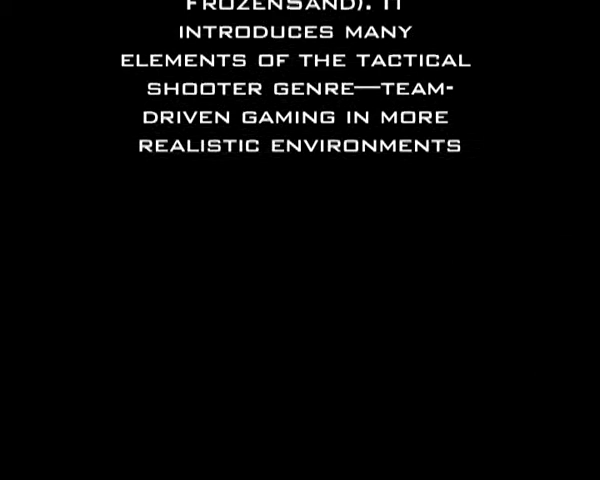 FROZENSAND). IT
INTRODUCES MANY
ELEMENTS OF THE TACTICAL
SHOOTER GENRE—TEAM-
DRIVEN GAMING IN MORE
REALISTIC ENVIRONMENTS